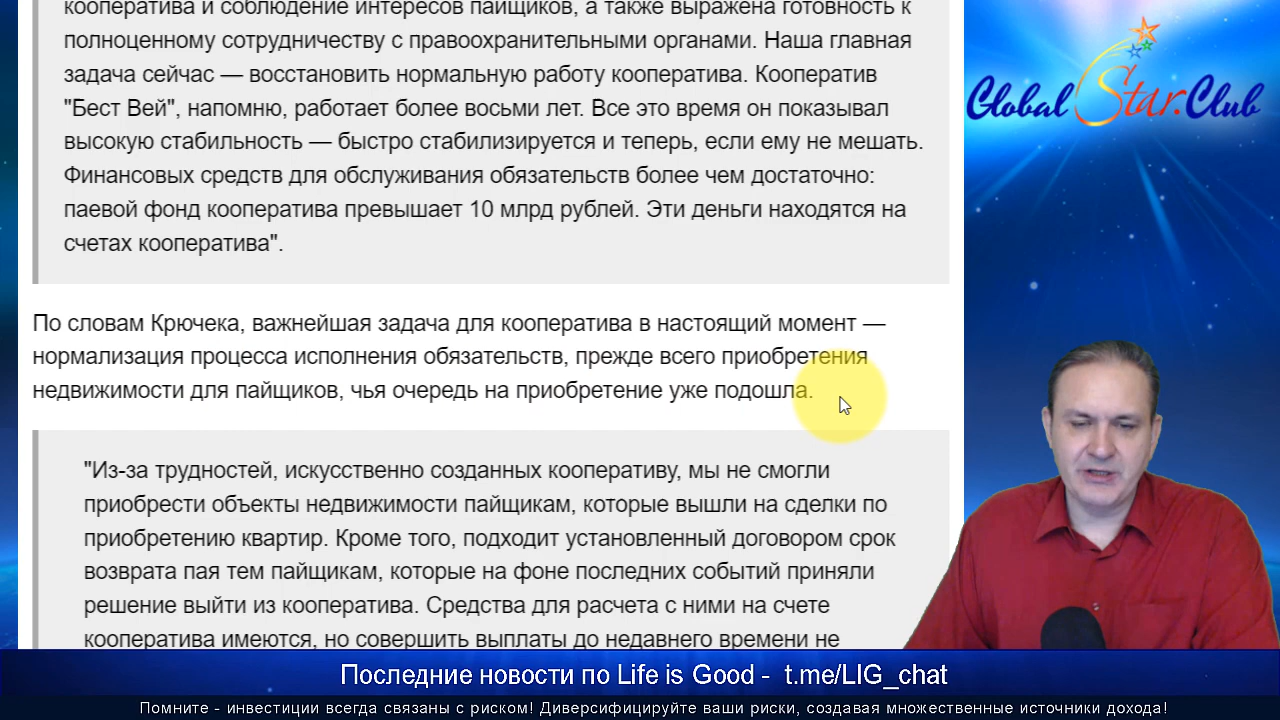 кооператива и соблюдение интересов пайщиков, а также выражена готовность к
полноценному сотрудничеству с правоохранительными органами. Наша главная
задача сейчас — восстановить нормальную работу кооператива. Кооператив
"Бест Вей", напомню, работает более восьми лет. Все это время он показывал
высокую стабильность — быстро стабилизируется и теперь, если ему не мешать.
Финансовых средств для обслуживания обязательств более чем достаточно:
паевой фонд кооператива превышает 10 млрд рублей. Эти деньги находятся на
счетах кооператива".
По словам Крючека, важнейшая задача для кооператива в настоящий момент —
нормализация процесса исполнения обязательств, прежде всего приобретения
недвижимости для пайщиков, чья очередь на приобретение уже подошла.
"Из-за трудностей, искусственно созданных кооперативу, мы не смогли
приобрести объекты недвижимости пайщикам, которые вышли на сделки по
приобретению квартир. Кроме того, подходит установленный договором срок
возврата пая тем пайщикам, которые на фоне последних событий приняли
решение выйти из кооператива. Средства для расчета с ними на счете
кооператива имеются, но совершить выплаты до недавнего времени не
Global Star.Club
Последние новости по Life is Good - t.me/LIG_chat
Помните - инвестиции всегда связаны с риском! Диверсифицируйте ваши риски, создавая множественные источники дохода!